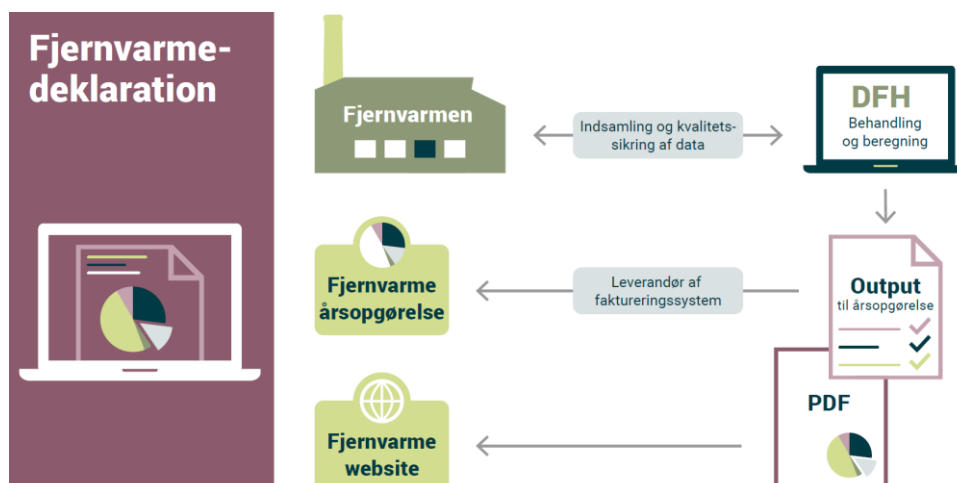 Fjernvarme-
deklaration
Fjernvarmen
Indsamling og kvalitets-
sikring af data
DFH
Behandling
og beregning
Fjernvarme
årsopgørelse
Leverandør af
faktureringssystem
Output
til årsopgørelse
Fjernvarme
website
PDF